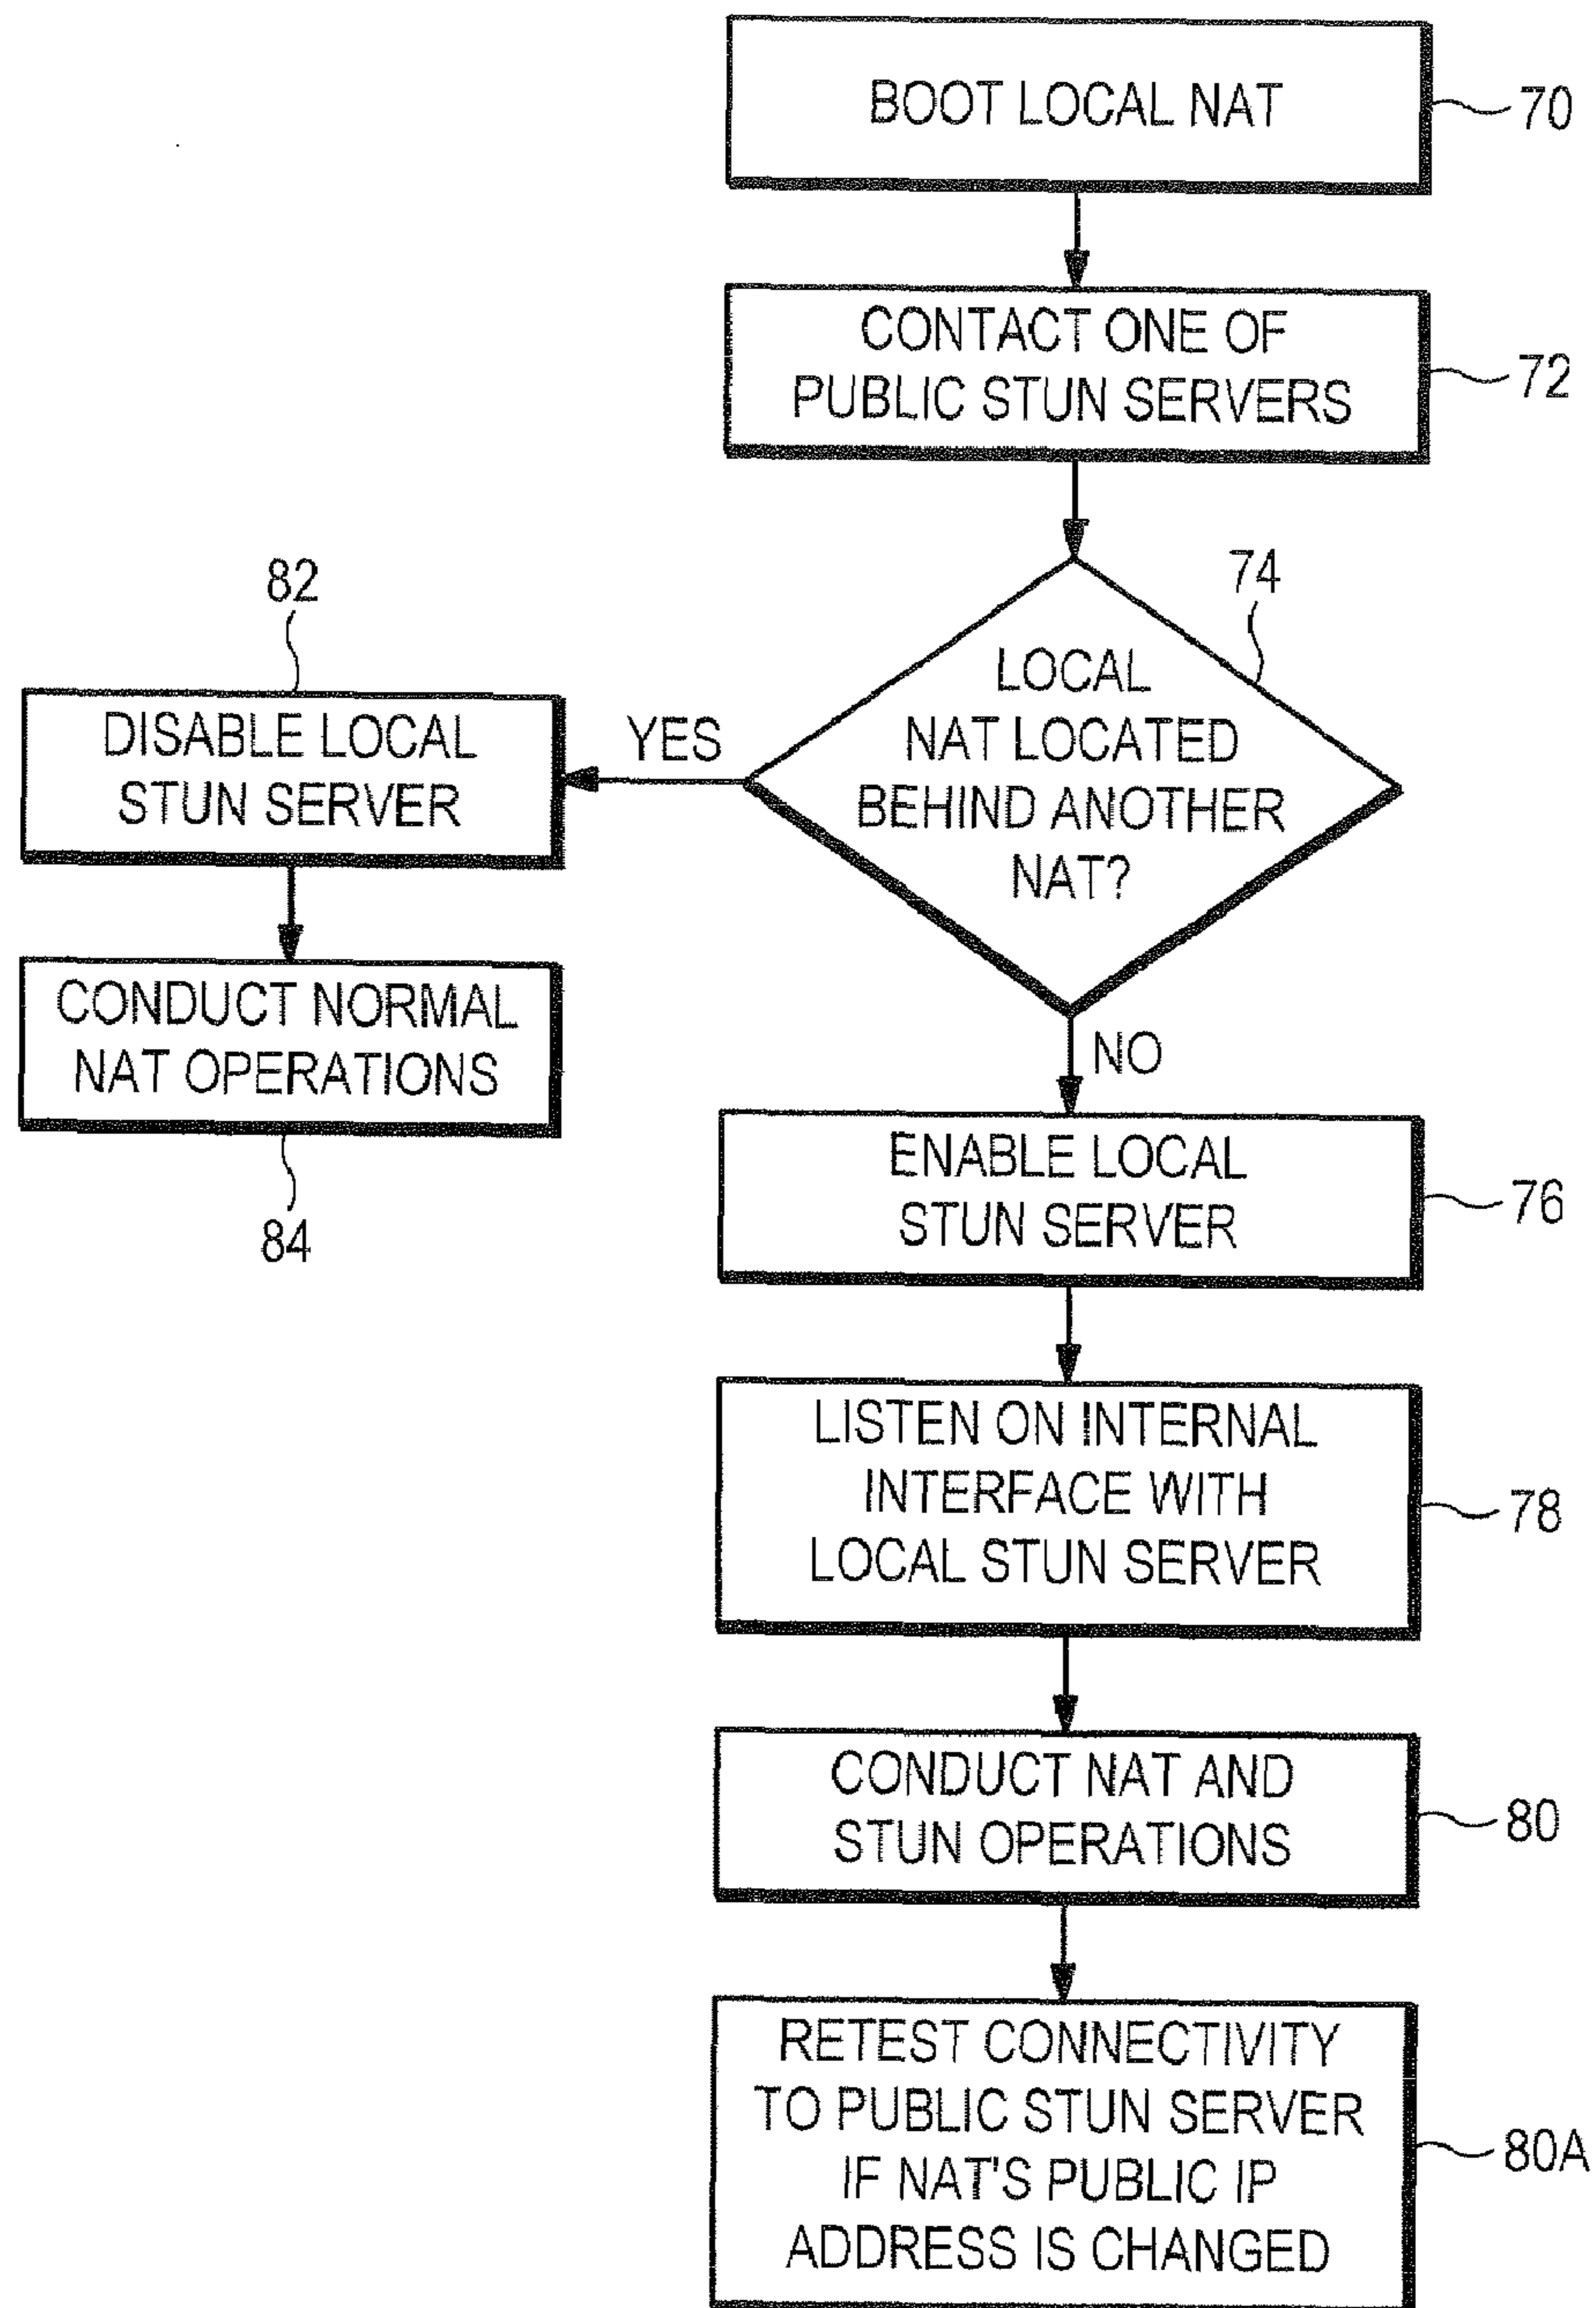 BOOT LOCAL NAT
70
CONTACT ONE OF
PUBLIC STUN SERVERS
72
74
LOCAL
NAT LOCATED
BEHIND ANOTHER
NAT?
YES
82
DISABLE LOCAL
STUN SERVER
CONDUCT NORMAL
NAT OPERATIONS
84
NO
ENABLE LOCAL
STUN SERVER
76
LISTEN ON INTERNAL
INTERFACE WITH
LOCAL STUN SERVER
78
CONDUCT NAT AND
STUN OPERATIONS
80
RETEST CONNECTIVITY
TO PUBLIC STUN SERVER
IF NAT'S PUBLIC IP
ADDRESS IS CHANGED
80A